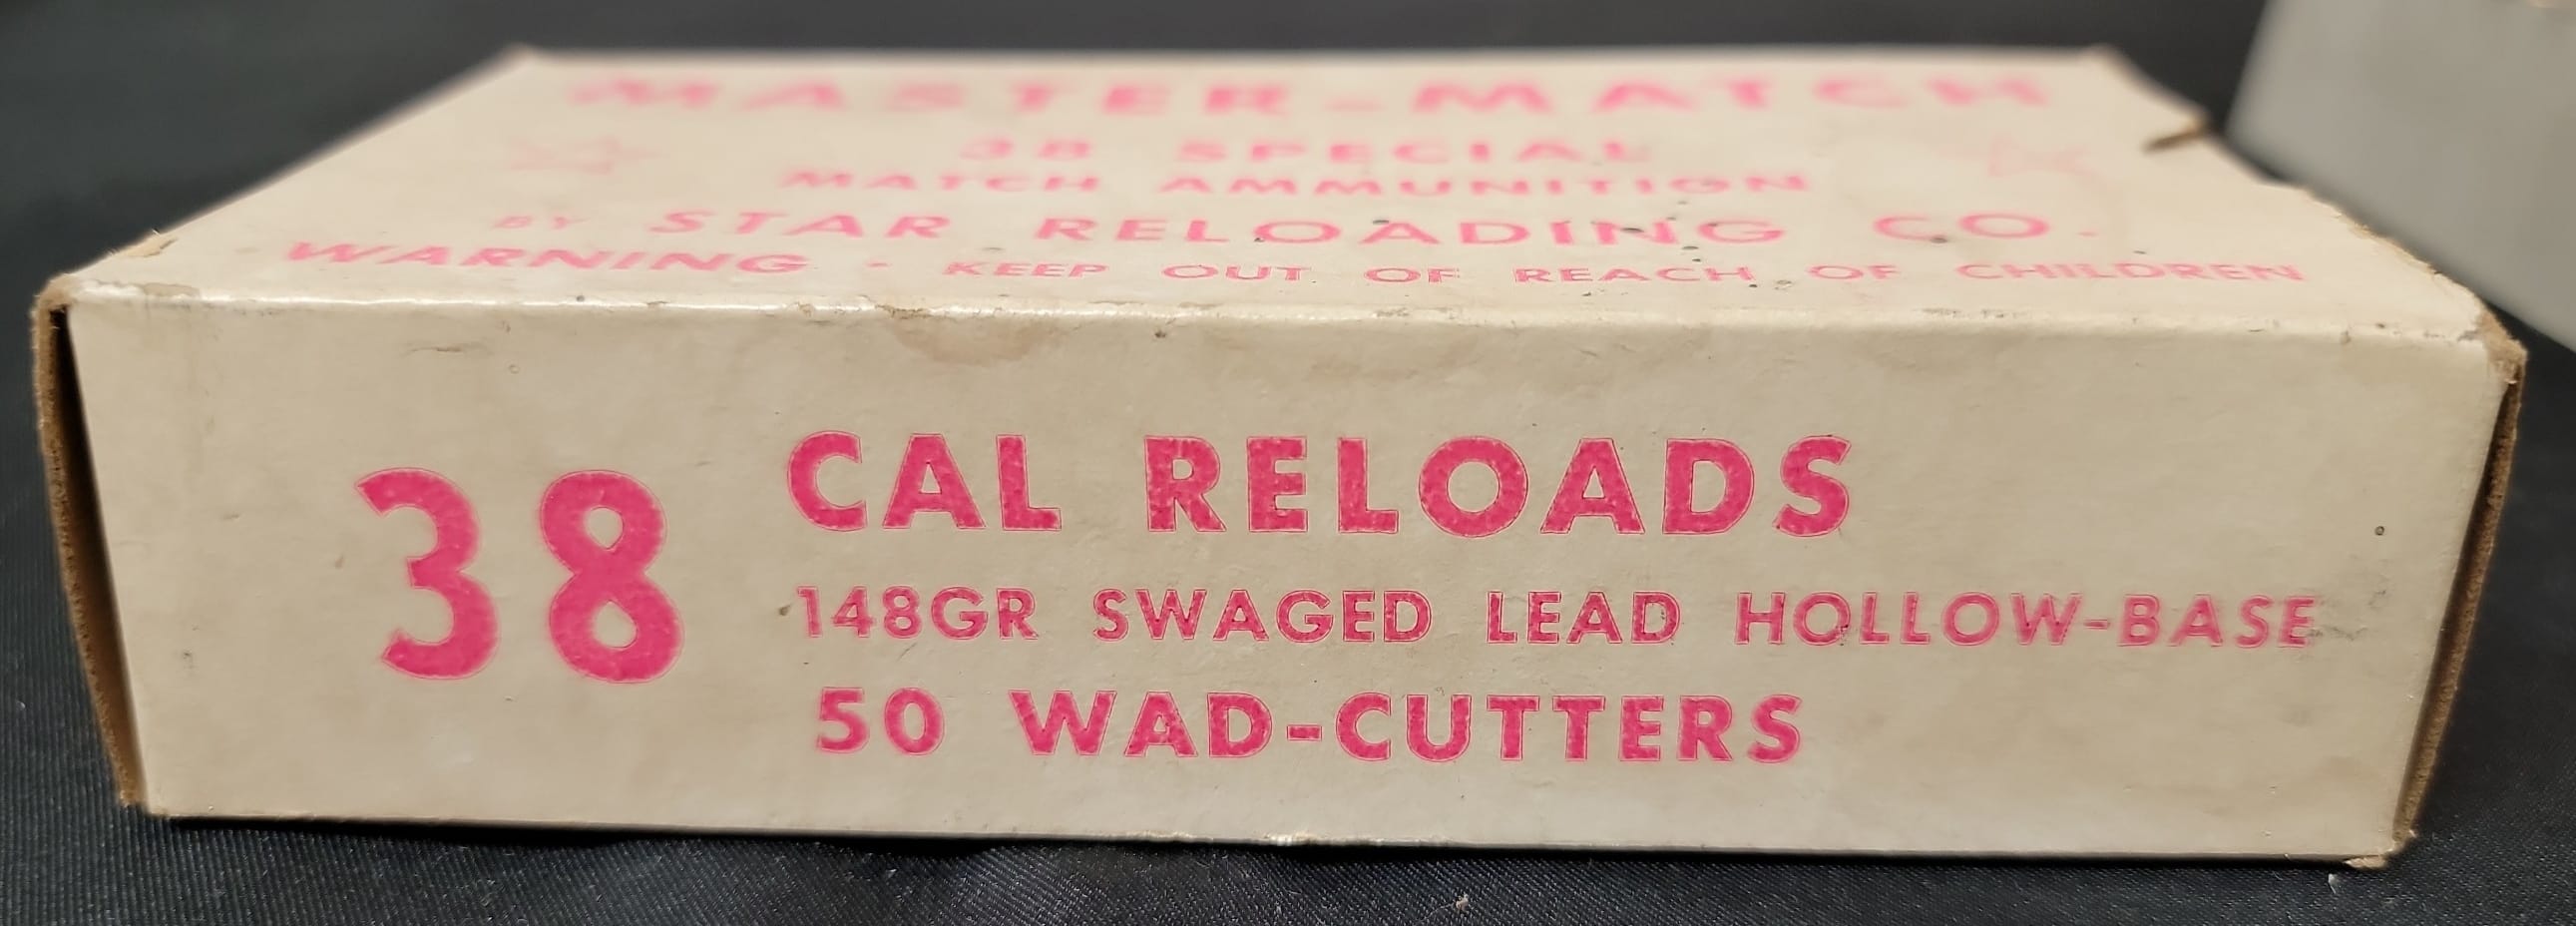 MASTER-MATCH
38 SPECIAL
MATCH AMMUNITION
BY STAR RELOADING CO.
WARNING - KEEP OUT OF REACH OF CHILDREN
38 CAL RELOADS
148GR SWAGED LEAD HOLLOW-BASE
50 WAD-CUTTERS